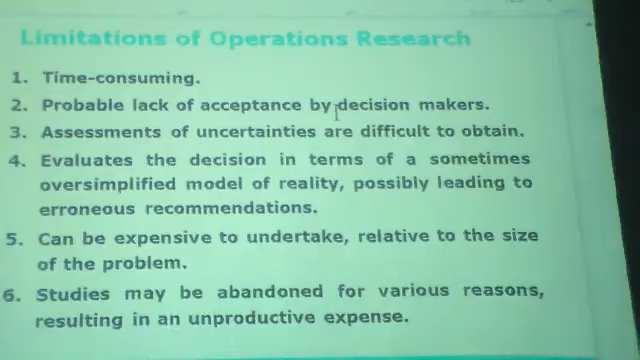 Limitations of Operations Research
1. Time-consuming.
2. Probable lack of acceptance by decision makers.
3. Assessments of uncertainties are difficult to obtain.
4. Evaluates the decision in terms of a sometimes
oversimplified model of reality, possibly leading to
erroneous recommendations.
5. Can be expensive to undertake, relative to the size
of the problem.
6. Studies may be abandoned for various reasons,
resulting in an unproductive expense.